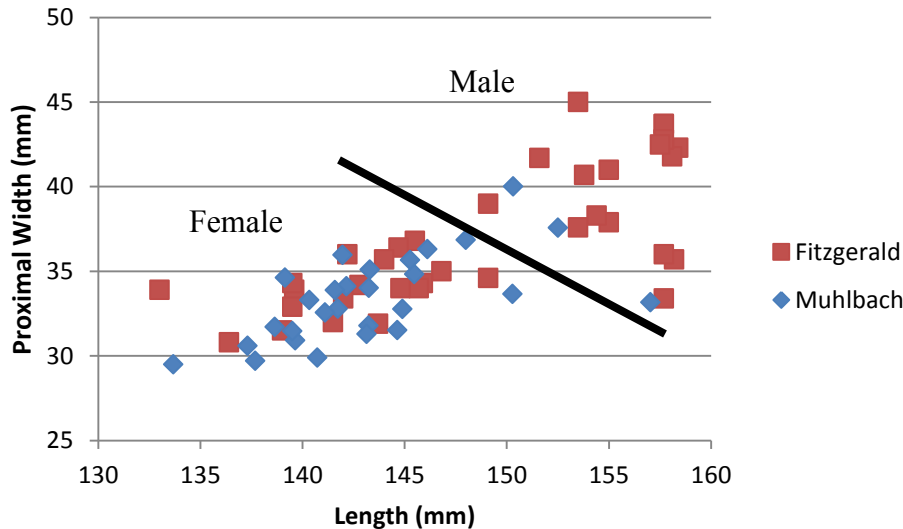 50
45
40
35
30
25
Proximal Width (mm)
Male
Female
130
135
140
145
150
155
160
Length (mm)
Fitzgerald
Muhlbach